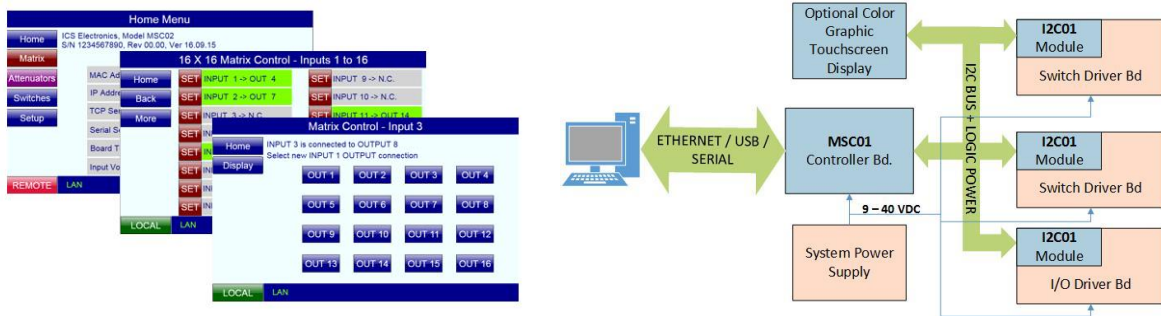 Home Menu
Home
ICS Electronics, Model MSC02
S/N 1234567890, Rev 00.00, Ver 16.09.15
Matrix
Attenuators
Switches
Setup
MAC Ad
IP Addre
TCP Se
Serial S
Board T
Input Vo
REMOTE LAN
16 X 16 Matrix Control - Inputs 1 to 16
Home
Back
More
SET INPUT 1 -> OUT 4 SET INPUT 9 -> N.C.
SET INPUT 2 -> OUT 7 SET INPUT 10 -> N.C.
SET INPUT 3 -> N.C. SET INPUT 11 -> OUT 14
SET IN
SET IN
SET IN
SET IN
SET IN
LOCAL LAN
Matrix Control - Input 3
Home
Display
INPUT 3 is connected to OUTPUT 8
Select new INPUT 1 OUTPUT connection
OUT 1 OUT 2 OUT 3 OUT 4
OUT 5 OUT 6 OUT 7 OUT 8
OUT 9 OUT 10 OUT 11 OUT 12
OUT 13 OUT 14 OUT 15 OUT 16
LOCAL LAN
ETHERNET / USB /
SERIAL
Optional Color
Graphic
Touchscreen
Display
MSC01
Controller Bd.
9 – 40 VDC
System Power
Supply
I2C BUS + LOGIC POWER
I2C01
Module
Switch Driver Bd
I2C01
Module
Switch Driver Bd
I2C01
Module
I/O Driver Bd